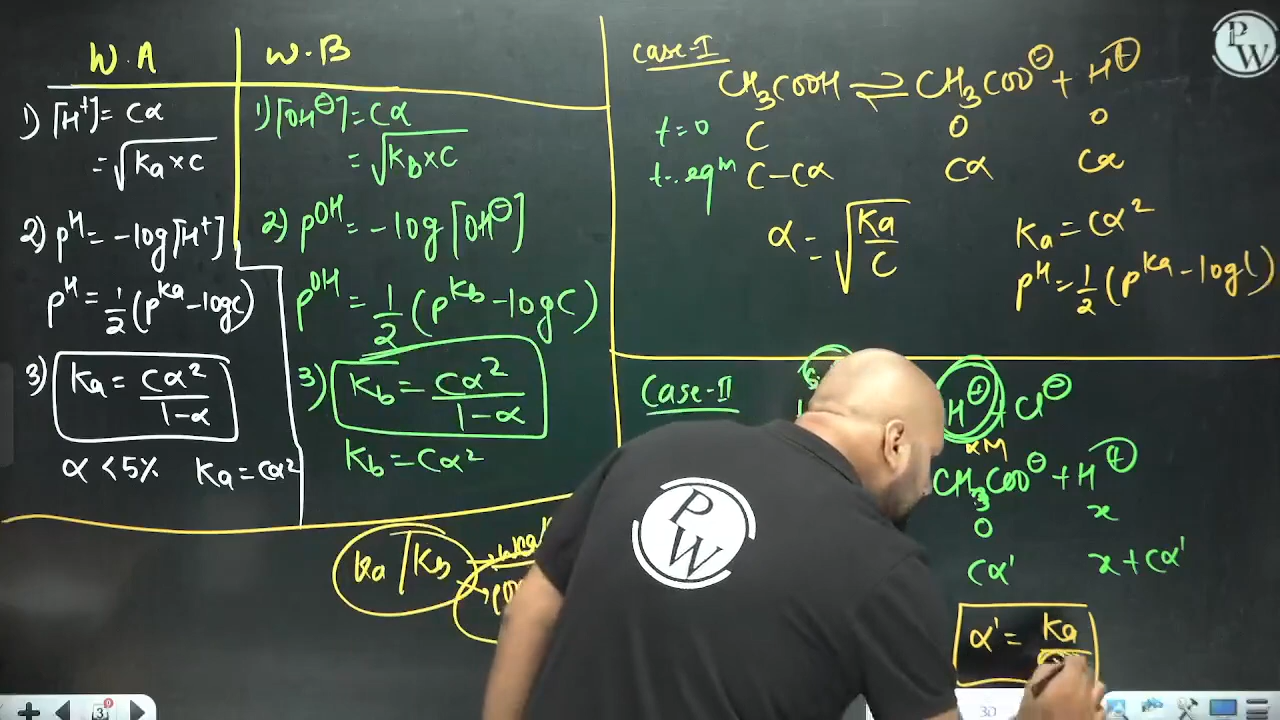 W.A
1) [H⁺] = Cα
= √Ka × C
2) pH = -log[H⁺]
pH = 1/2 (pKa - logC)
3) Ka = Cα²/1-α
α < 5% Ka = Cα²
W.B
1) [OH⊖] = Cα
= √Kb × C
2) pOH = -log[OH⊖]
pOH = 1/2 (pKb - logC)
3) Kb = Cα²/1-α
Kb = Cα²
Ka/Kb
Case-I
CH₃COOH ⇌ CH₃COO⊖ + H⊕
t=0 C 0 0
t.eqm C-Cα Cα Cα
α = √Ka/C
Ka = Cα²
pH = 1/2 (pKa - logC)
Case-II
H⊕ + Cl⊖
xM
CH₃COO⊖ + H⊕
0 x
Cα' x+Cα'
α' = Ka
PW
PW
30